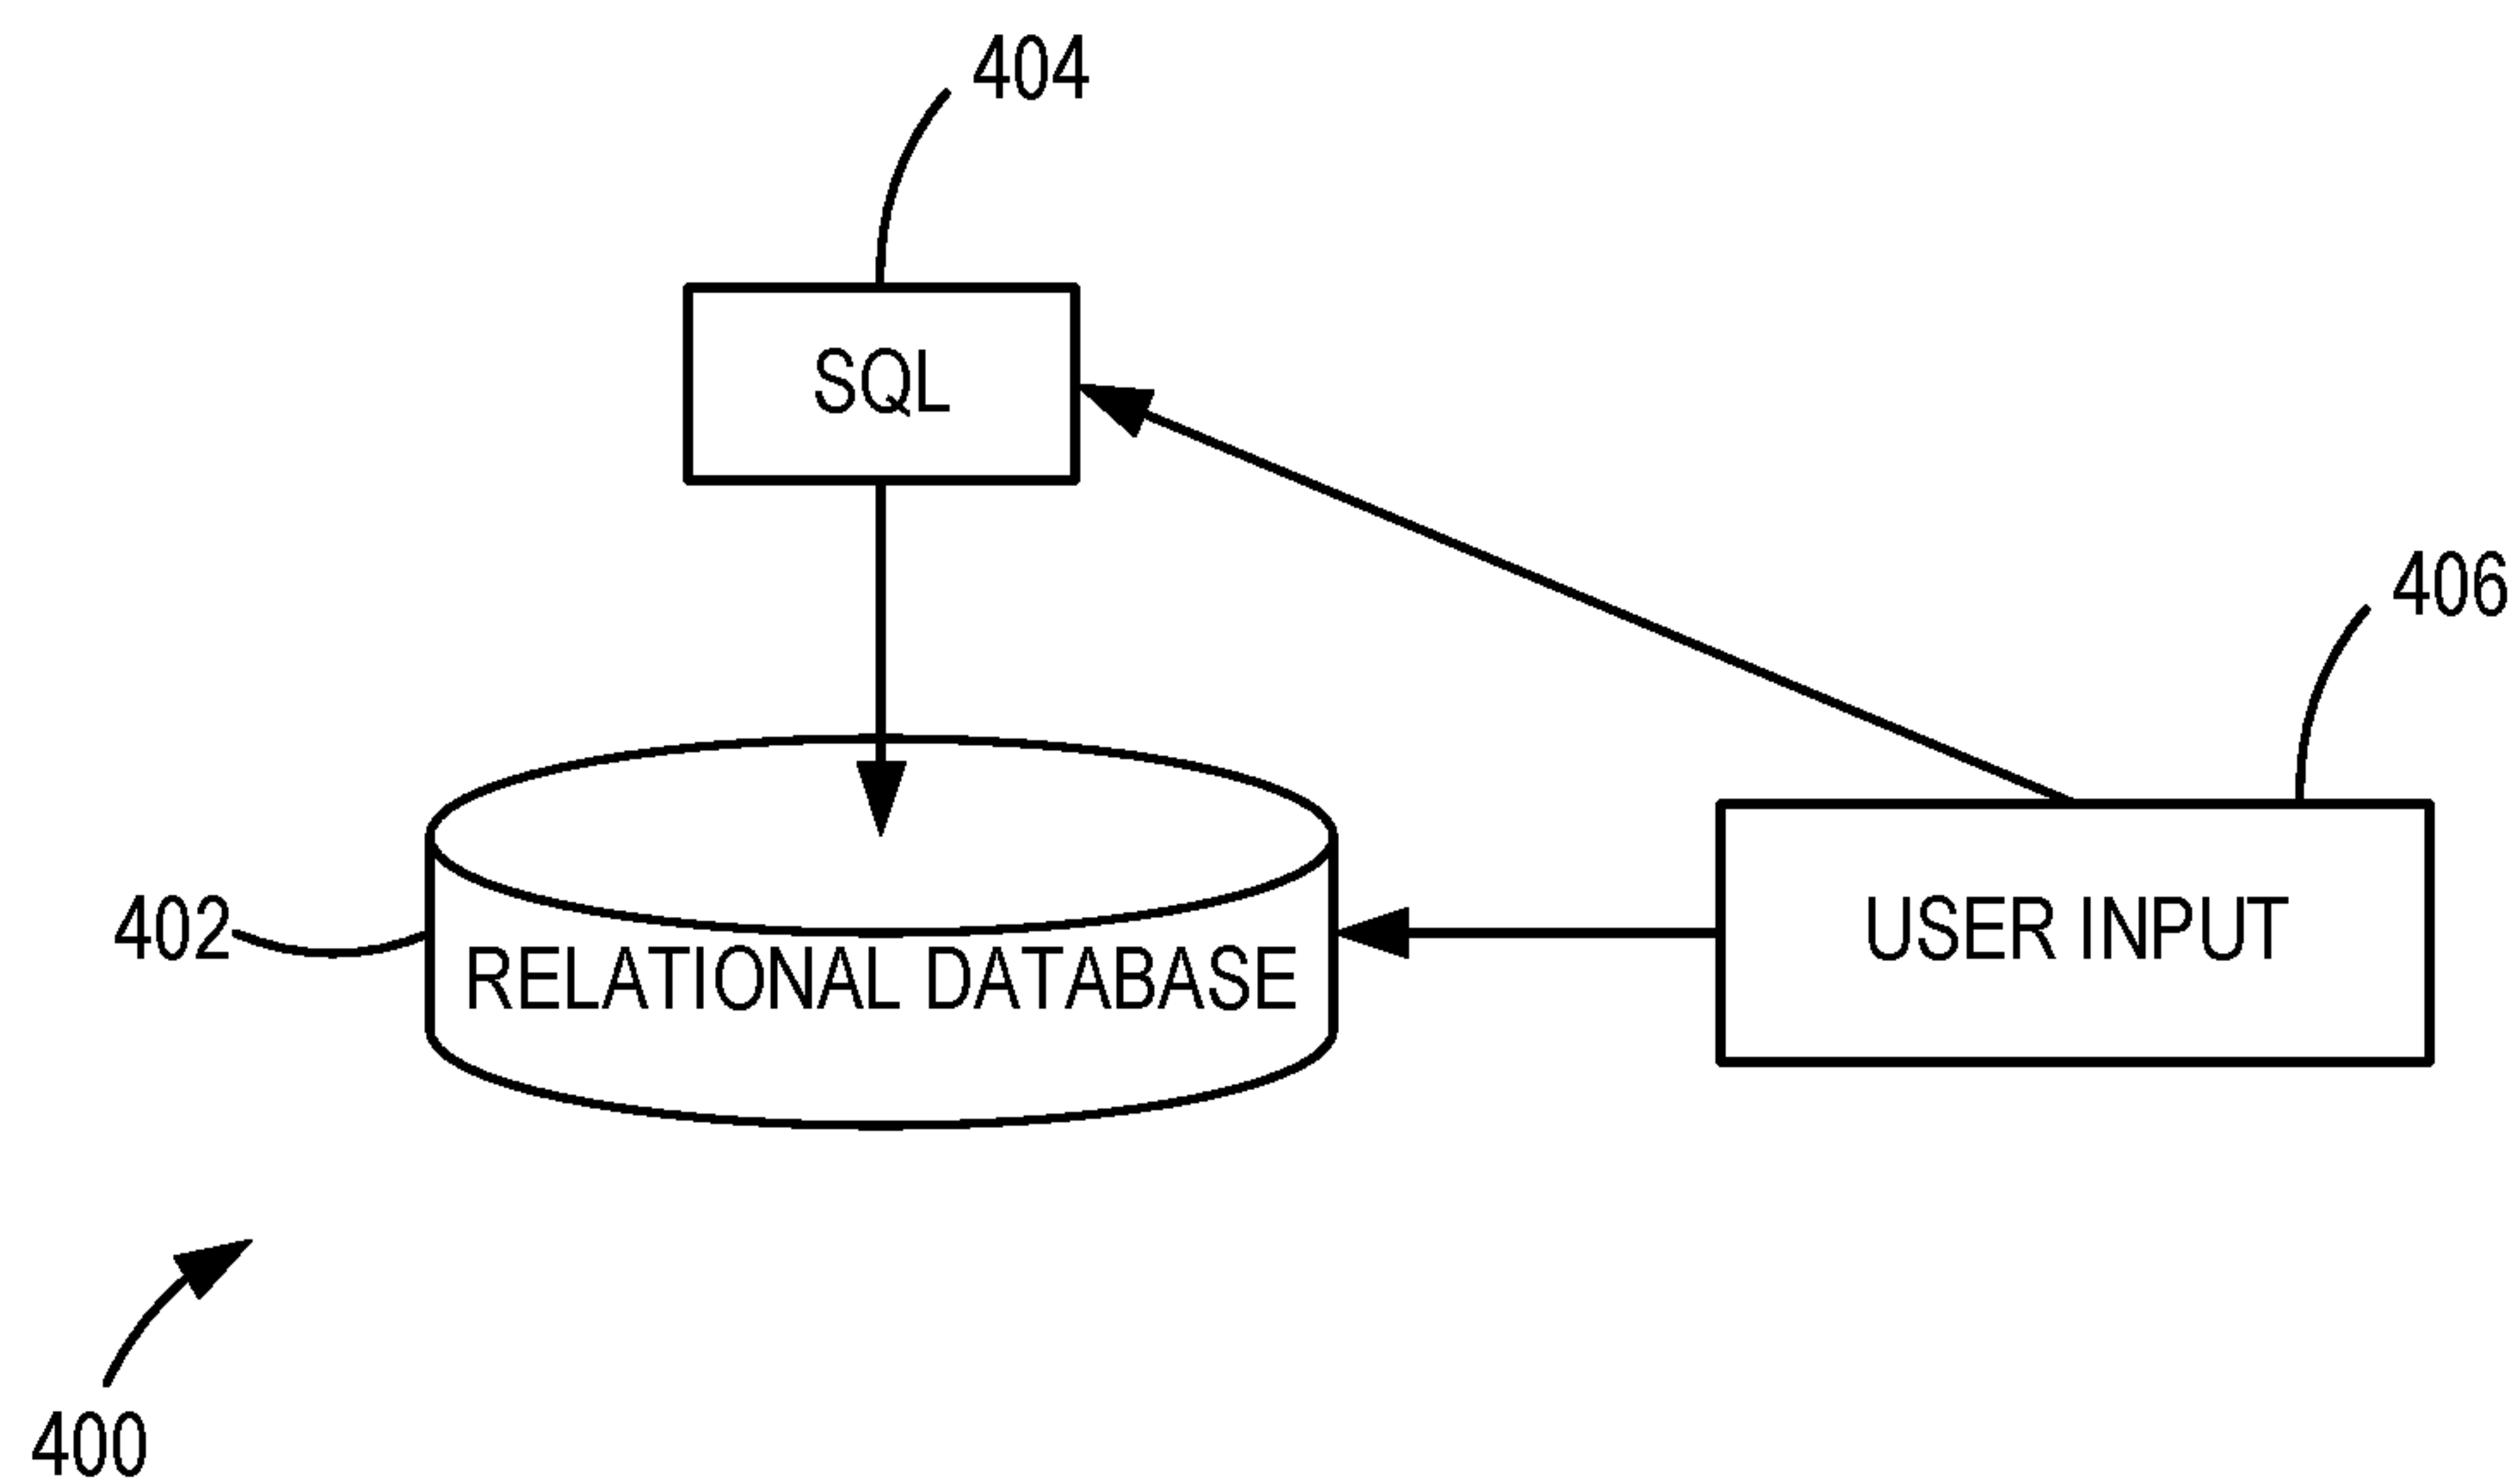 404
SQL
406
402
RELATIONAL DATABASE
USER INPUT
400